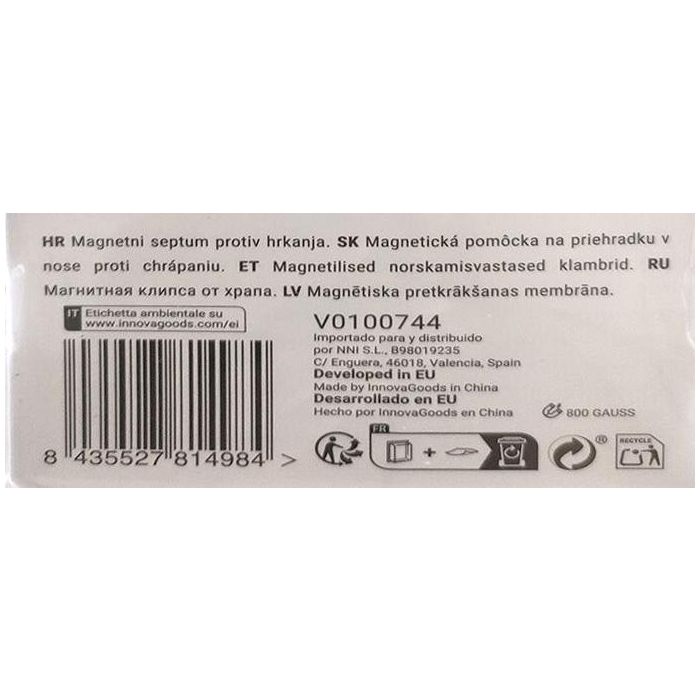 HR Magnetni septum protiv hrkanja. SK Magnetická pomôcka na priehradku v
nose proti chrápaniu. ET Magnetilised norskamisvastased klambrid. RU
Магнитная клипса от храпа. LV Magnētiska pretkrākšanas membrāna.
IT Etichetta ambientale su
www.innovagoods.com/ei
V0100744
Importado para y distribuido
por NNI S.L., B98019235
C/ Enguera, 46018, Valencia, Spain
Developed in EU
Made by InnovaGoods in China
Desarrollado en EU
Hecho por InnovaGoods en China
800 GAUSS
8 435527 814984 >
FR
+
®
RECYCLE